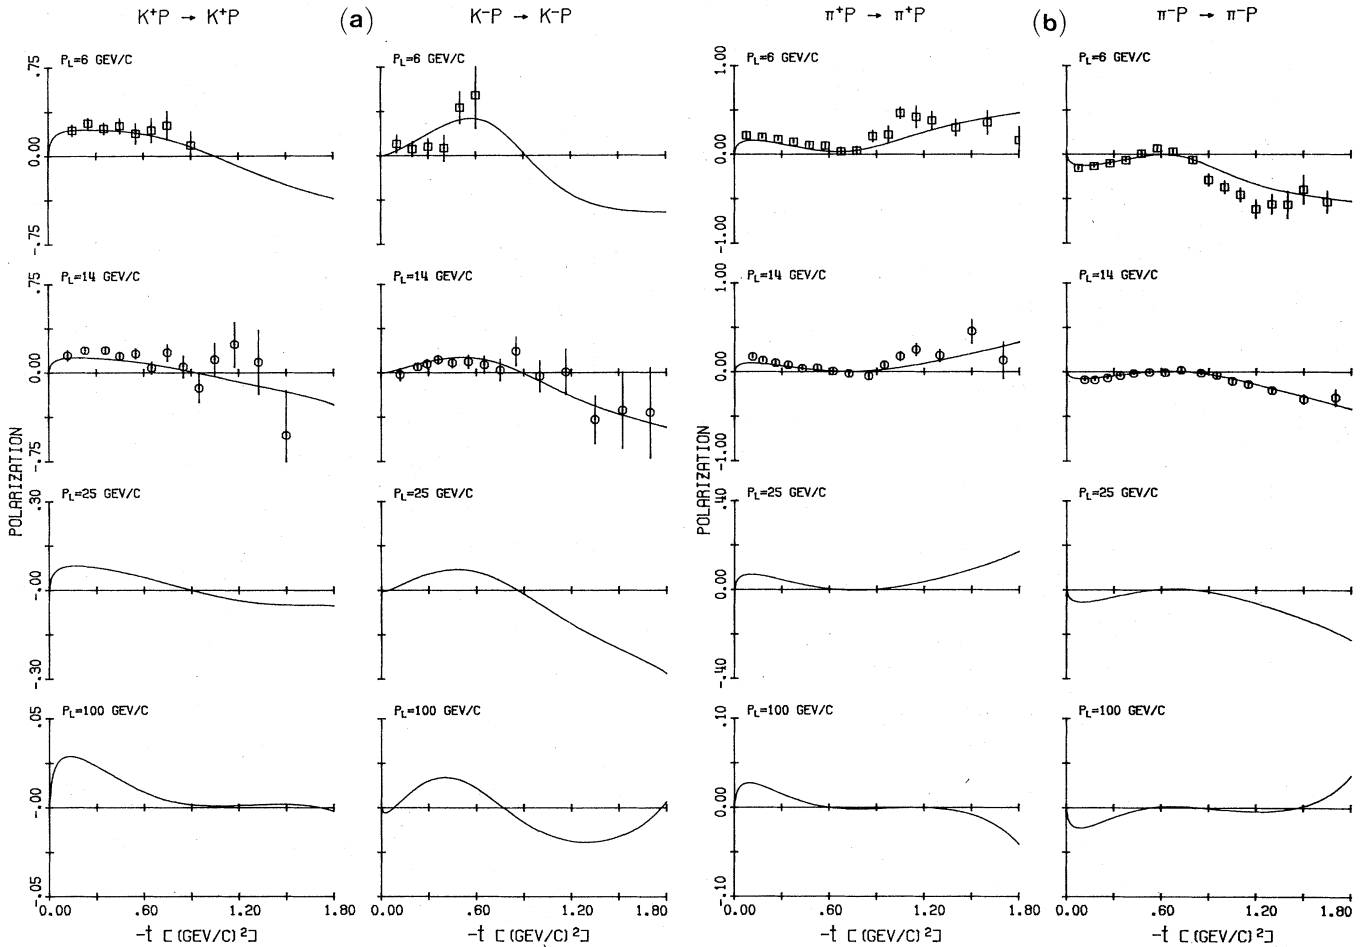 K⁺P → K⁺P (a) K⁻P → K⁻P π⁺P → π⁺P (b) π⁻P → π⁻P
P_L=6 GEV/C P_L=6 GEV/C P_L=6 GEV/C P_L=6 GEV/C
.75 1.00
0.00 0.00
-.75 -1.00
P_L=14 GEV/C P_L=14 GEV/C P_L=14 GEV/C P_L=14 GEV/C
.75 1.00
0.00 0.00
-.75 -1.00
POLARIZATION POLARIZATION
P_L=25 GEV/C P_L=25 GEV/C P_L=25 GEV/C P_L=25 GEV/C
.30 .40
-.00 0.00
-.30 -.40
P_L=100 GEV/C P_L=100 GEV/C P_L=100 GEV/C P_L=100 GEV/C
.05 0.10
-.00 0.00
-.05 -.10
0.00 .60 1.20 1.80 0.00 .60 1.20 1.80 0.00 .60 1.20 1.80 0.00 .60 1.20 1.80
-t [(GEV/C)²] -t [(GEV/C)²] -t [(GEV/C)²] -t [(GEV/C)²]